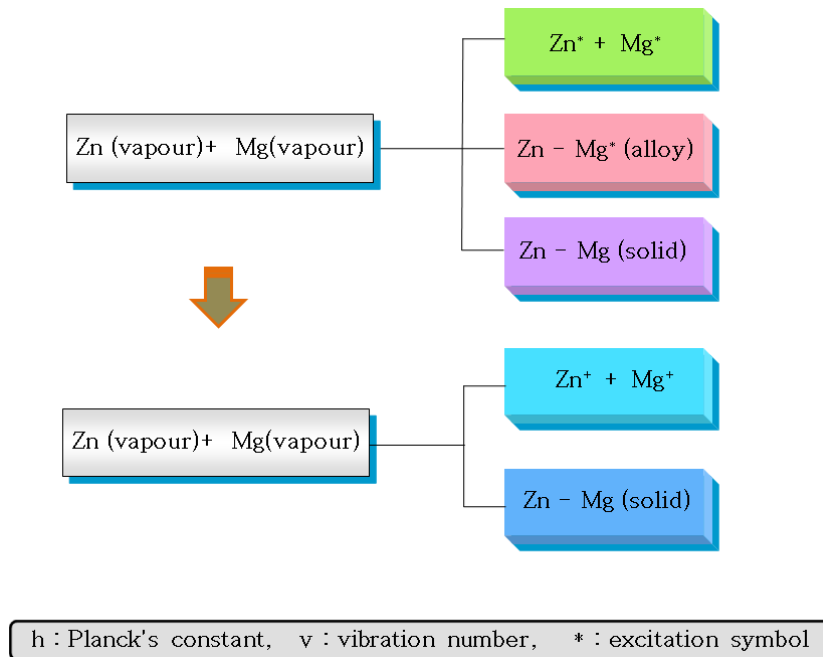 Zn* + Mg*
Zn (vapour)+ Mg(vapour)
Zn - Mg* (alloy)
Zn - Mg (solid)
Zn⁺ + Mg⁺
Zn (vapour)+ Mg(vapour)
Zn - Mg (solid)
h : Planck's constant, v : vibration number, * : excitation symbol